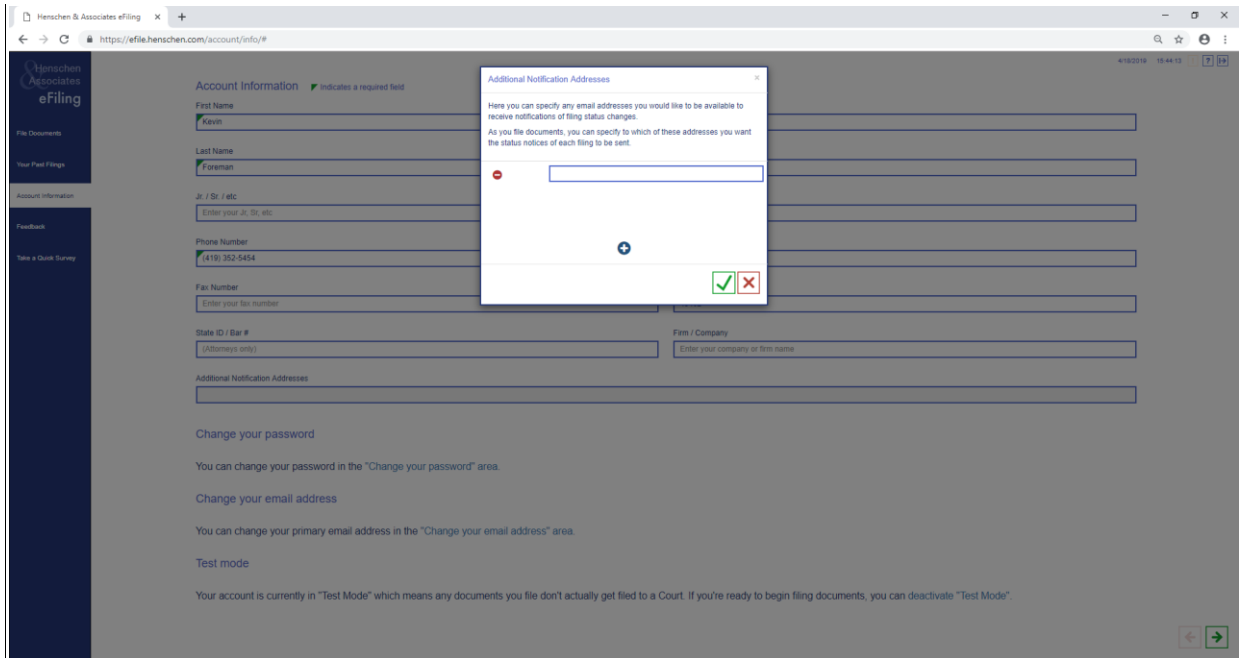 Henschen & Associates eFiling
https://efile.henschen.com/account/info/#
4/18/2019 15:44:13
Henschen
& Associates
eFiling
File Documents
Your Past Filings
Account Information
Feedback
Take a Quick Survey
Account Information indicates a required field
First Name
Kevin
Last Name
Foreman
Jr. / Sr. / etc
Enter your Jr, Sr, etc
Phone Number
(419) 352-5454
Fax Number
Enter your fax number
State ID / Bar #
(Attorneys only)
Firm / Company
Enter your company or firm name
Additional Notification Addresses
Additional Notification Addresses
Here you can specify any email addresses you would like to be available to
receive notifications of filing status changes.
As you file documents, you can specify to which of these addresses you want
the status notices of each filing to be sent.
Change your password
You can change your password in the "Change your password" area.
Change your email address
You can change your primary email address in the "Change your email address" area.
Test mode
Your account is currently in "Test Mode" which means any documents you file don't actually get filed to a Court. If you're ready to begin filing documents, you can deactivate "Test Mode".